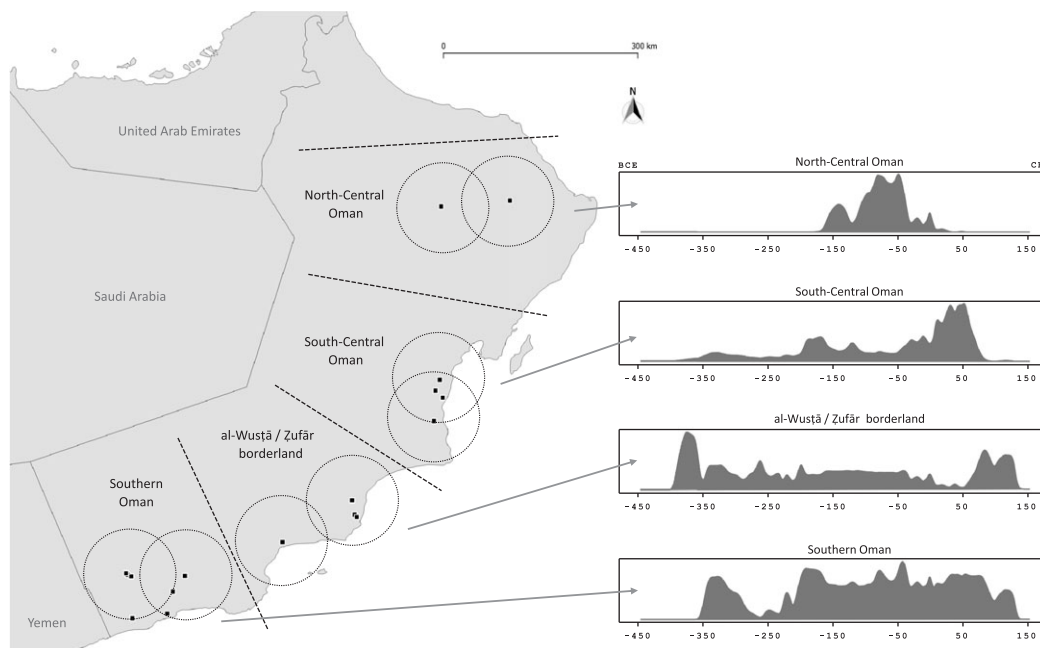 0
300 km
N
United Arab Emirates
North-Central
Oman
Saudi Arabia
South-Central
Oman
al-Wusṭā / Ẓufār
borderland
Southern
Oman
Yemen
BCE
North-Central Oman
-450 -350 -250 -150 -50 50 150
South-Central Oman
-450 -350 -250 -150 -50 50 150
al-Wusṭā / Ẓufār borderland
-450 -350 -250 -150 -50 50 150
Southern Oman
-450 -350 -250 -150 -50 50 150